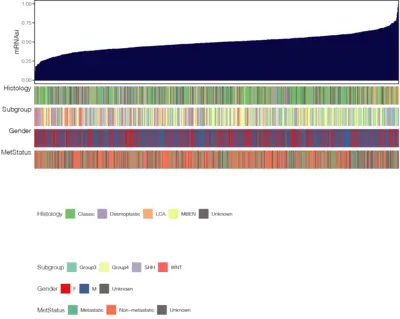 1.00
0.75
0.50
0.25
0.00
mRNAsi
Histology
Subgroup
Gender
MetStatus
Histology Classic Desmoplastic LCA MBEN Unknown
Subgroup Group3 Group4 SHH WNT
Gender F M Unknown
MetStatus Metastatic Non-metastatic Unknown